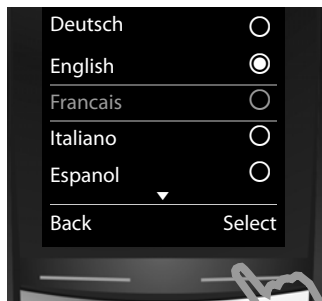 Deutsch
English
Francais
Italiano
Espanol
Back Select